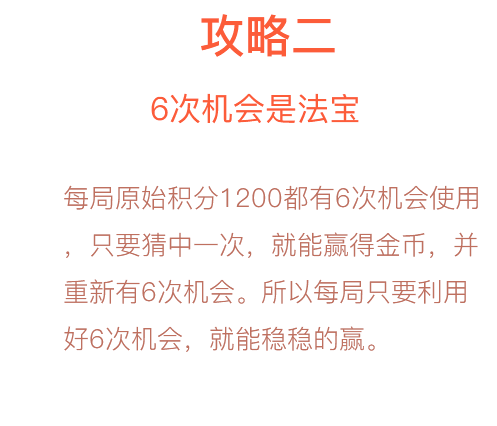 攻略二
6次机会是法宝
每局原始积分1200都有6次机会使用
，只要猜中一次，就能赢得金币，并
重新有6次机会。所以每局只要利用
好6次机会，就能稳稳的赢。